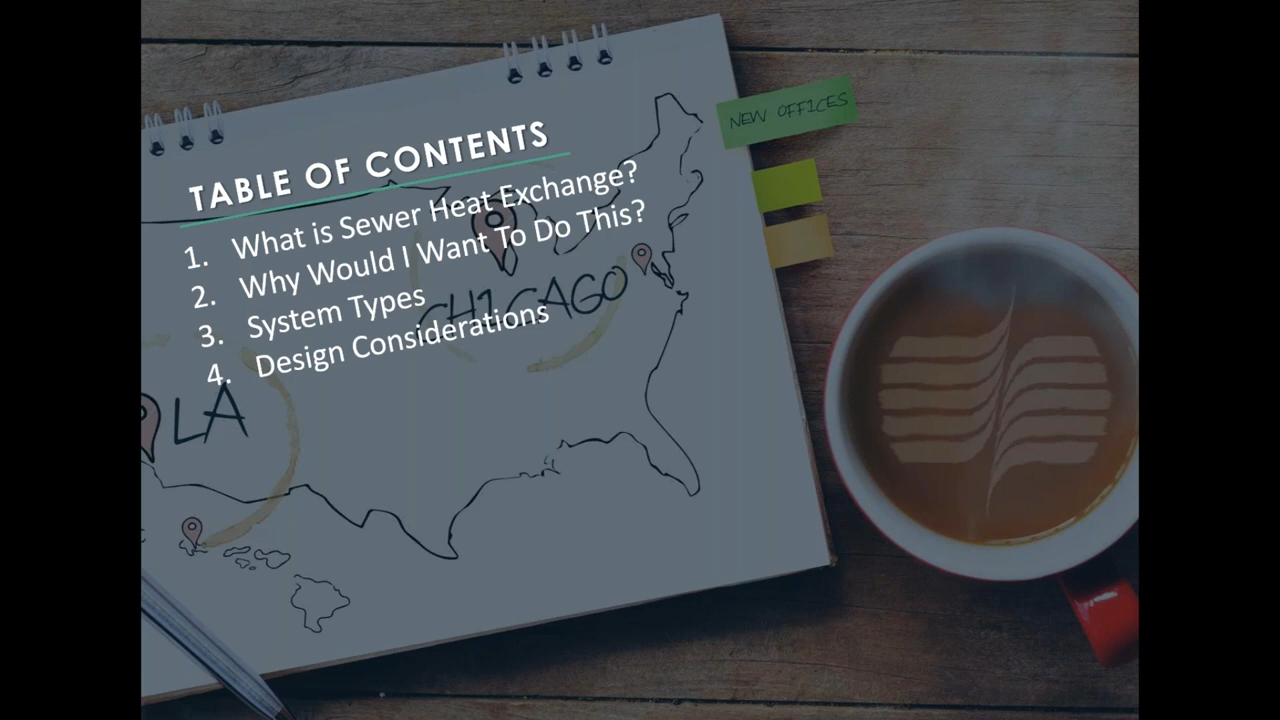 NEW OFFICES
TABLE OF CONTENTS
1. What is Sewer Heat Exchange?
2. Why Would I Want To Do This?
3. System Types
4. Design Considerations
CHICAGO
LA